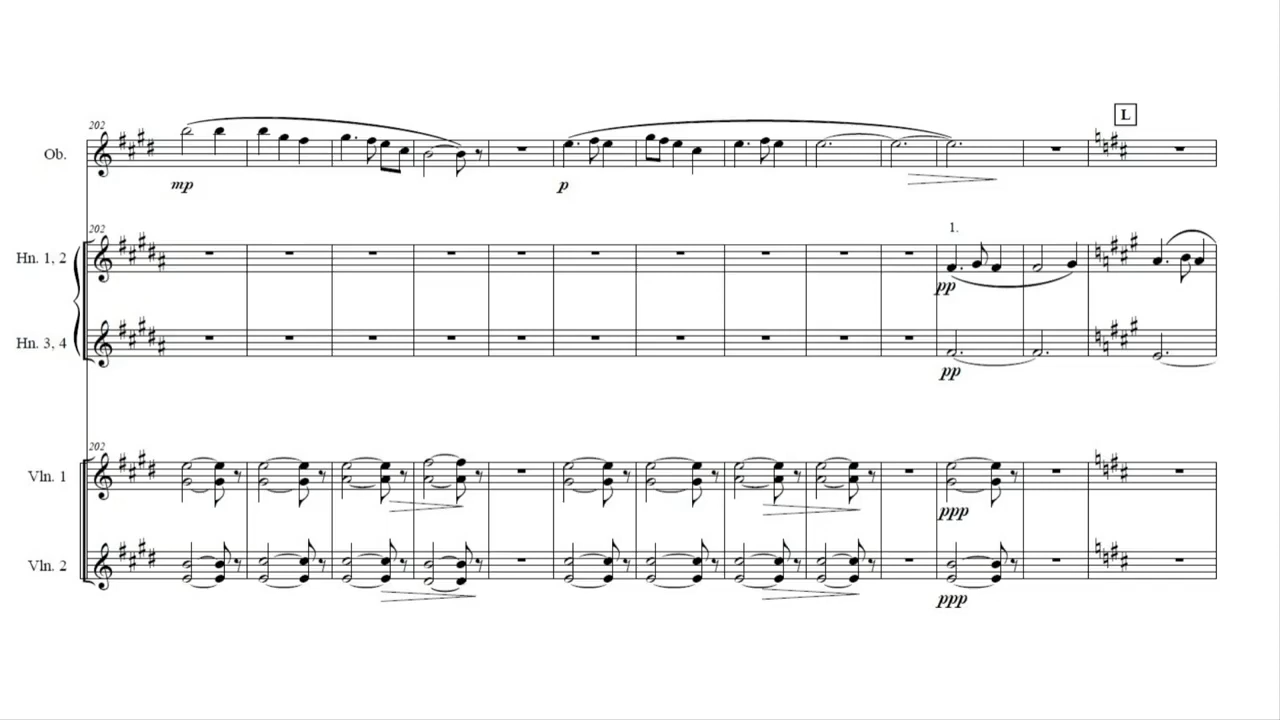 L
202
Ob.
mp
p
202
1.
Hn. 1, 2
pp
Hn. 3, 4
pp
202
Vln. 1
ppp
Vln. 2
ppp